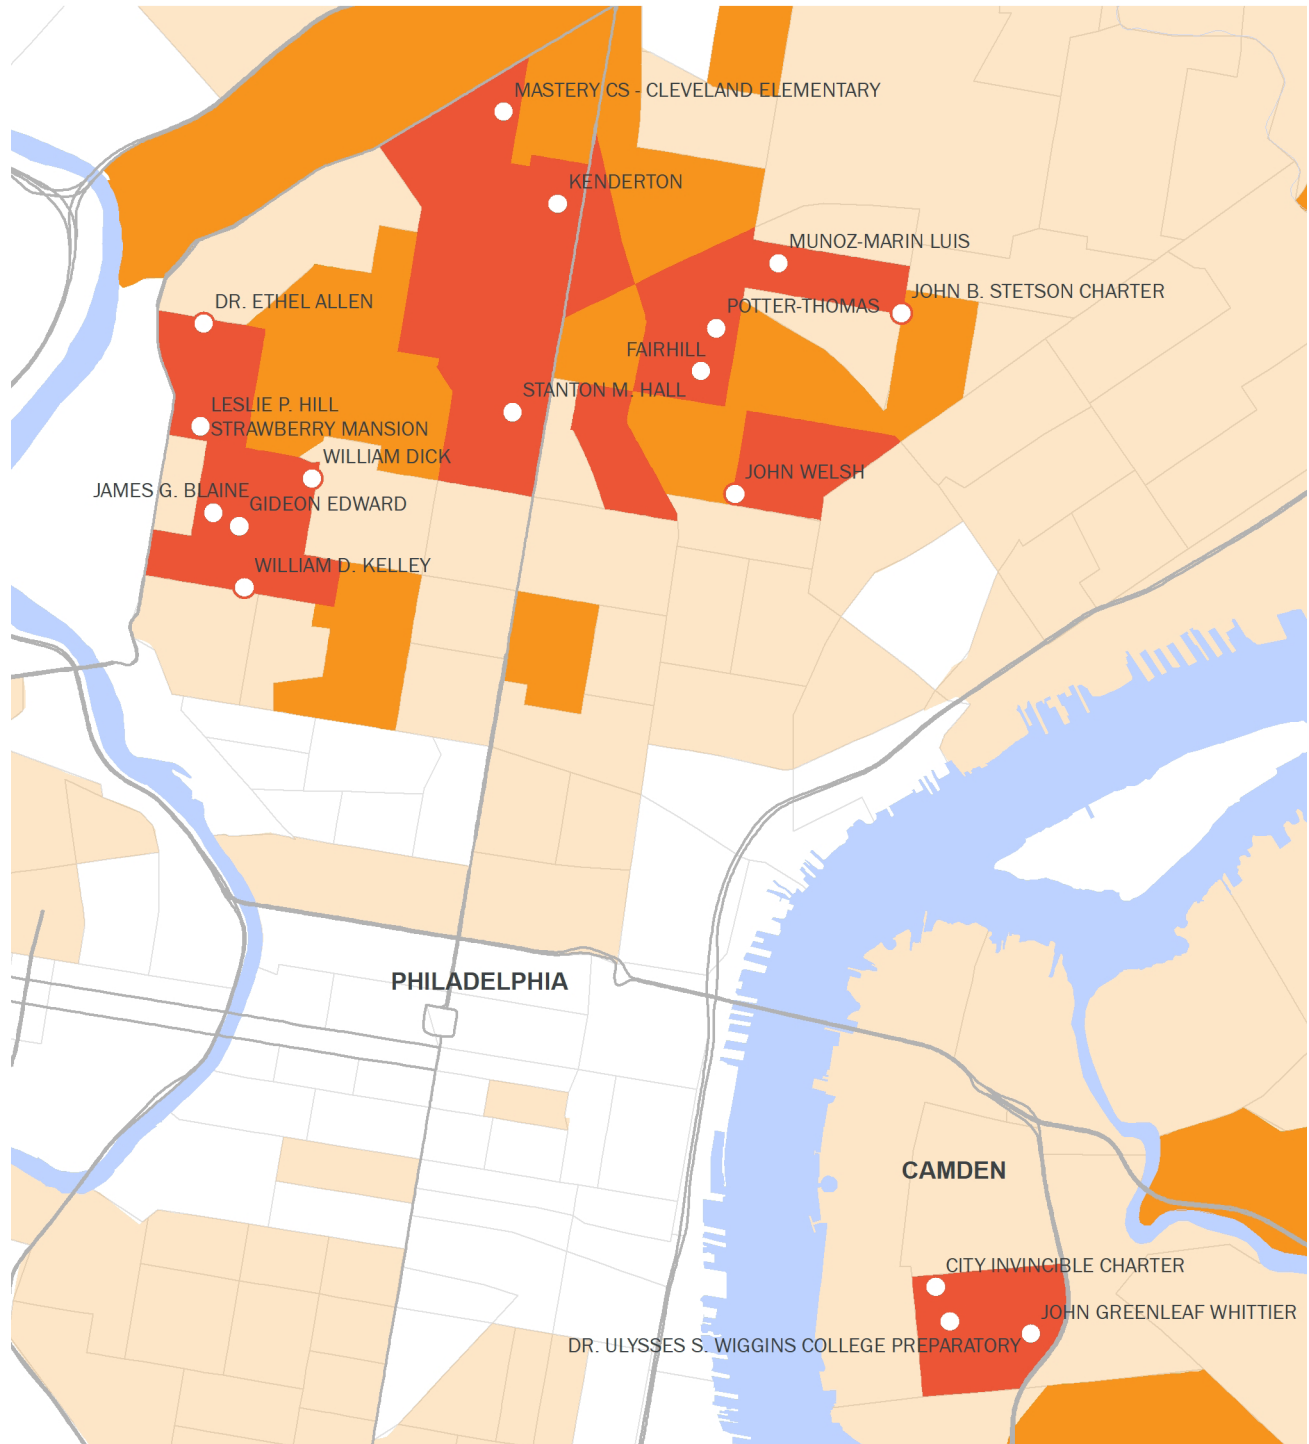 MASTERY CS - CLEVELAND ELEMENTARY
KENDERTON
MUNOZ-MARIN LUIS
JOHN B. STETSON CHARTER
DR. ETHEL ALLEN
POTTER-THOMAS
FAIRHILL
STANTON M. HALL
LESLIE P. HILL
STRAWBERRY MANSION
WILLIAM DICK
JOHN WELSH
JAMES G. BLAINE
GIDEON EDWARD
WILLIAM D. KELLEY
PHILADELPHIA
CAMDEN
CITY INVINCIBLE CHARTER
JOHN GREENLEAF WHITTIER
DR. ULYSSES S. WIGGINS COLLEGE PREPARATORY